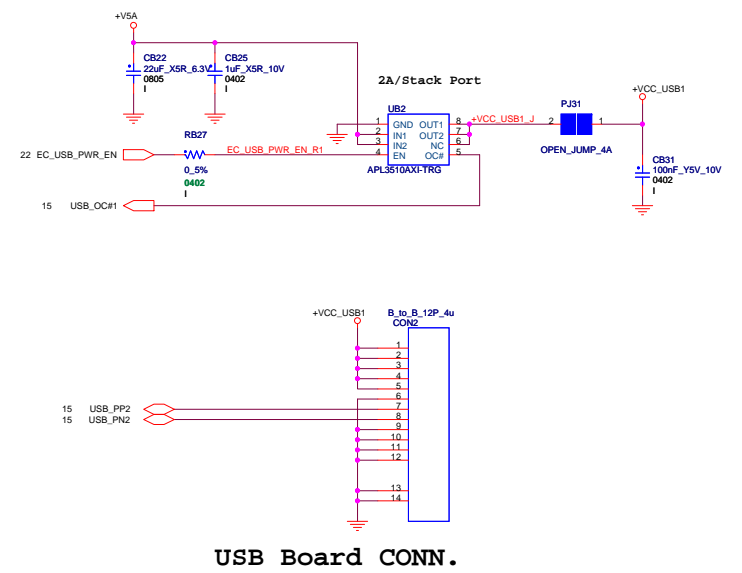 +V5A
CB22
22uF_X5R_6.3V
0805
I
CB25
1uF_X5R_10V
0402
I
2A/Stack Port
UB2
1 GND OUT1 8
2 IN1 OUT2 7
3 IN2 NC 6
4 EN OC# 5
APL3510AXI-TRG
+VCC_USB1_J
PJ31
2 1
OPEN_JUMP_4A
+VCC_USB1
CB31
100nF_Y5V_10V
0402
I
RB27
22 EC_USB_PWR_EN
EC_USB_PWR_EN_R1
0_5%
0402
I
15 USB_OC#1
+VCC_USB1
B_to_B_12P_4u
CON2
1
2
3
4
5
6
15 USB_PP2 7
15 USB_PN2 8
9
10
11
12
13
14
USB Board CONN.